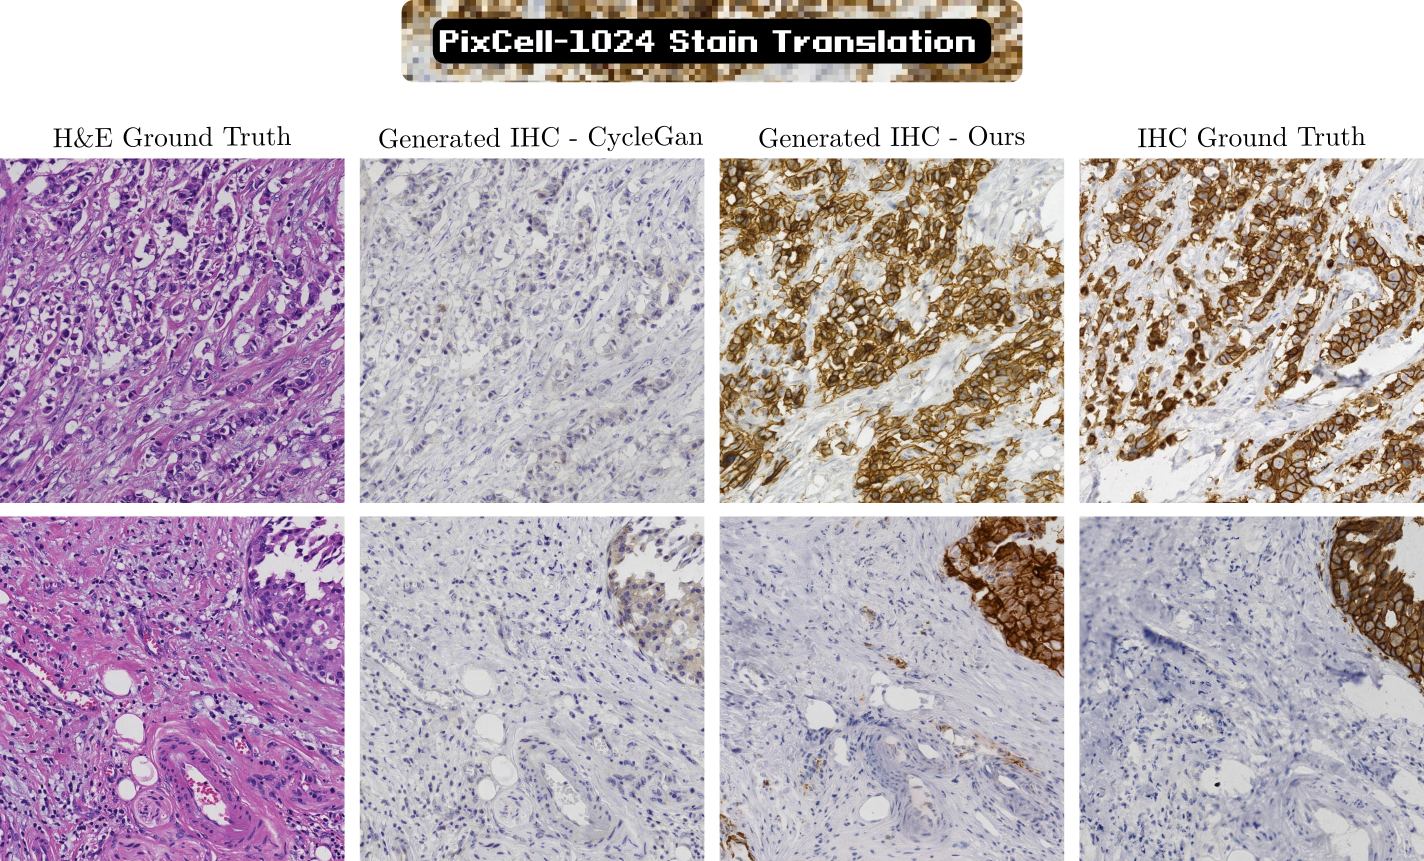 PixCell-1024 Stain Translation
H&E Ground Truth
Generated IHC - CycleGan
Generated IHC - Ours
IHC Ground Truth